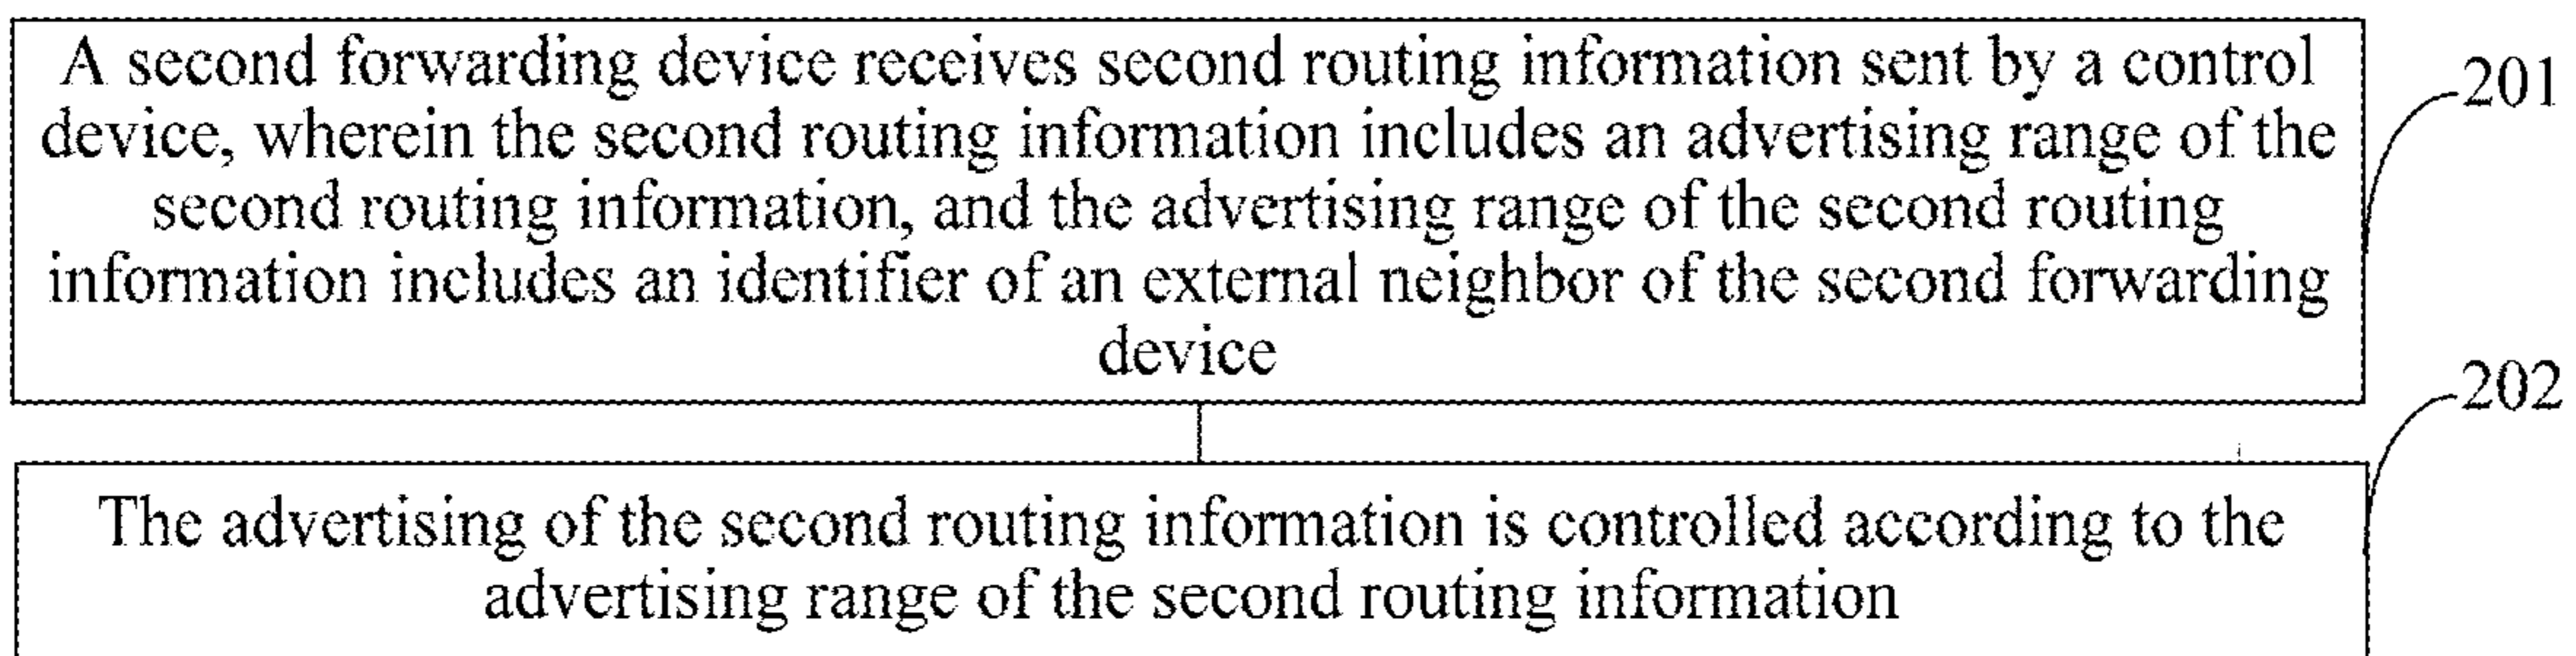 A second forwarding device receives second routing information sent by a control
device, wherein the second routing information includes an advertising range of the
second routing information, and the advertising range of the second routing
information includes an identifier of an external neighbor of the second forwarding
device
201
202
The advertising of the second routing information is controlled according to the
advertising range of the second routing information